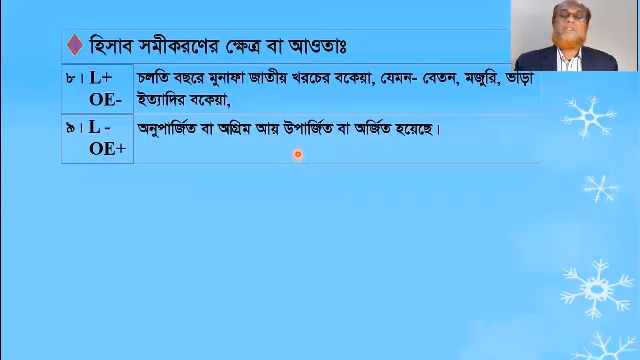 হিসাব সমীকরণের ক্ষেত্র বা আওতাঃ
৮। L+ চলতি বছরে মুনাফা জাতীয় খরচের বকেয়া, যেমন- বেতন, মজুরি, ভাড়া
OE- ইত্যাদির বকেয়া,
৯। L - অনুপার্জিত বা অগ্রিম আয় উপার্জিত বা অর্জিত হয়েছে।
OE+